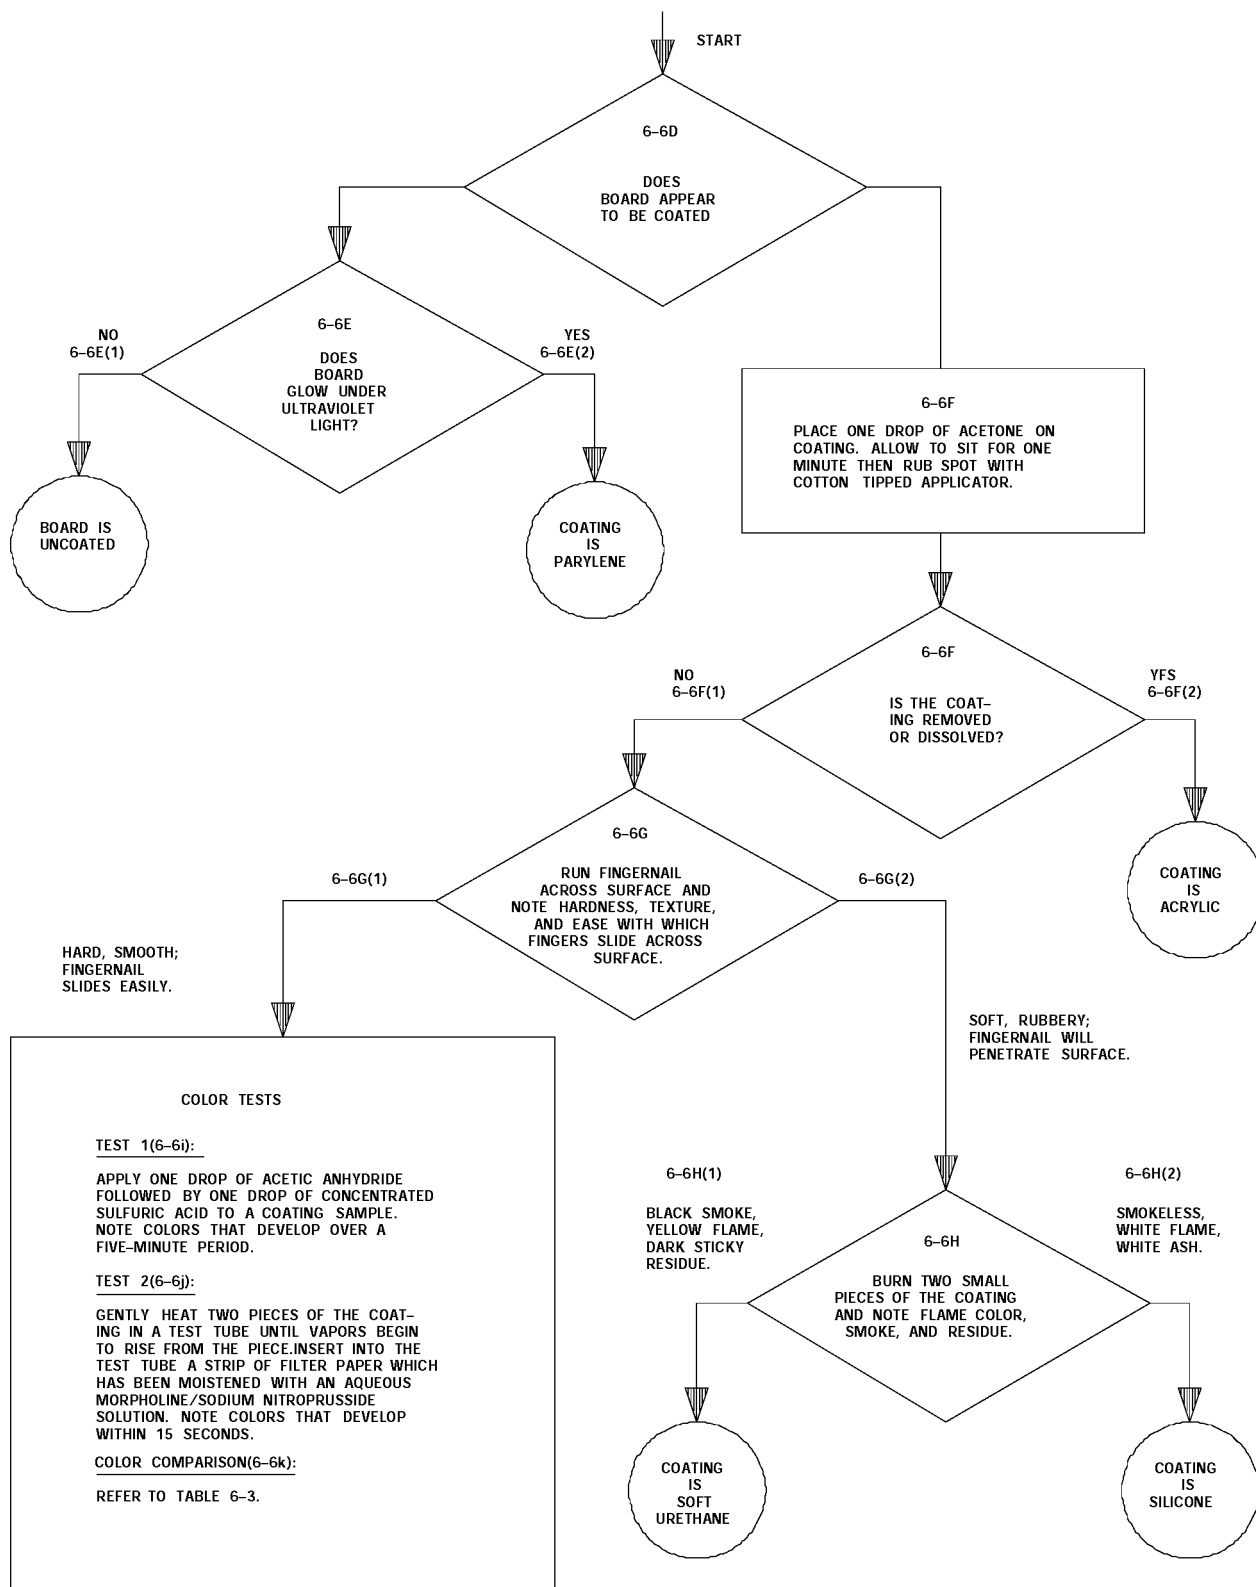 START
6–6D
DOES
BOARD APPEAR
TO BE COATED
6–6E
DOES
BOARD
GLOW UNDER
ULTRAVIOLET
LIGHT?
NO
6–6E(1)
YES
6–6E(2)
BOARD IS
UNCOATED
COATING
IS
PARYLENE
6–6F
PLACE ONE DROP OF ACETONE ON
COATING. ALLOW TO SIT FOR ONE
MINUTE THEN RUB SPOT WITH
COTTON TIPPED APPLICATOR.
6–6F
IS THE COAT–
ING REMOVED
OR DISSOLVED?
NO
6–6F(1)
YFS
6–6F(2)
COATING
IS
ACRYLIC
6–6G
RUN FINGERNAIL
ACROSS SURFACE AND
NOTE HARDNESS, TEXTURE,
AND EASE WITH WHICH
FINGERS SLIDE ACROSS
SURFACE.
6–6G(1)
6–6G(2)
HARD, SMOOTH;
FINGERNAIL
SLIDES EASILY.
SOFT, RUBBERY;
FINGERNAIL WILL
PENETRATE SURFACE.
COLOR TESTS
TEST 1(6–6i):
APPLY ONE DROP OF ACETIC ANHYDRIDE
FOLLOWED BY ONE DROP OF CONCENTRATED
SULFURIC ACID TO A COATING SAMPLE.
NOTE COLORS THAT DEVELOP OVER A
FIVE–MINUTE PERIOD.
TEST 2(6–6j):
GENTLY HEAT TWO PIECES OF THE COAT–
ING IN A TEST TUBE UNTIL VAPORS BEGIN
TO RISE FROM THE PIECE.INSERT INTO THE
TEST TUBE A STRIP OF FILTER PAPER WHICH
HAS BEEN MOISTENED WITH AN AQUEOUS
MORPHOLINE/SODIUM NITROPRUSSIDE
SOLUTION. NOTE COLORS THAT DEVELOP
WITHIN 15 SECONDS.
COLOR COMPARISON(6–6k):
REFER TO TABLE 6–3.
6–6H(1)
BLACK SMOKE,
YELLOW FLAME,
DARK STICKY
RESIDUE.
6–6H(2)
SMOKELESS,
WHITE FLAME,
WHITE ASH.
6–6H
BURN TWO SMALL
PIECES OF THE COATING
AND NOTE FLAME COLOR,
SMOKE, AND RESIDUE.
COATING
IS
SOFT
URETHANE
COATING
IS
SILICONE